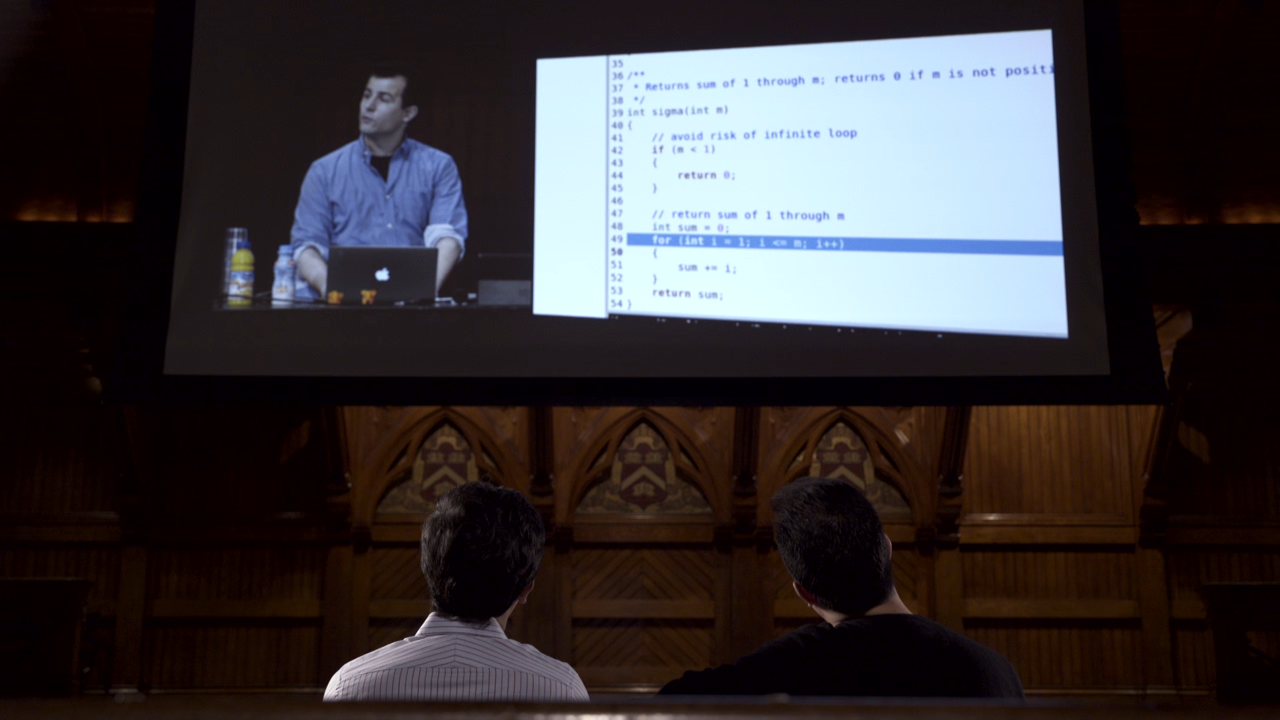 35
36 /**
37 * Returns sum of 1 through m; returns 0 if m is not positi
38 */
39 int sigma(int m)
40 {
41 // avoid risk of infinite loop
42 if (m < 1)
43 {
44 return 0;
45 }
46
47 // return sum of 1 through m
48 int sum = 0;
49 for (int i = 1; i <= m; i++)
50 {
51 sum += i;
52 }
53 return sum;
54 }